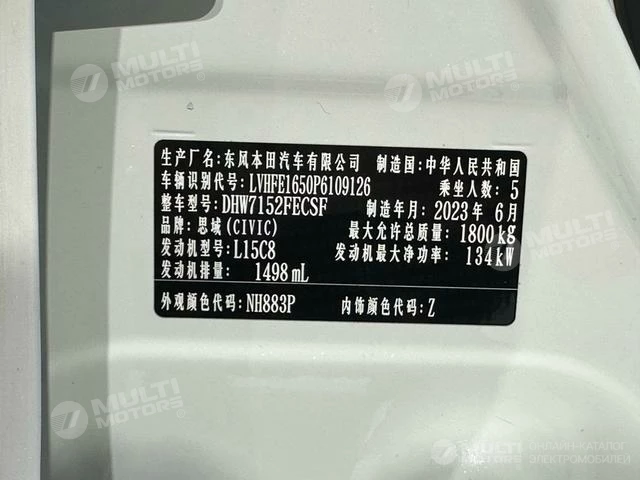 MULTI
MOTORS
MULTI
MOTORS
生产厂名:东风本田汽车有限公司 制造国:中华人民共和国
车辆识别代号:LVHFE1650P6109126 乘坐人数:5
整车型号:DHW7152FECSF 制造年月:2023年6月
品牌:思域(CIVIC) 最大允许总质量:1800kg
发动机型号:L15C8 发动机最大净功率:134kW
发动机排量:1498mL
外观颜色代码:NH883P 内饰颜色代码:Z
MULTI
MOTORS
MULTI
MOTORS
ОНЛАЙН-КАТАЛОГ
ЭЛЕКТРОМОБИЛЕЙ